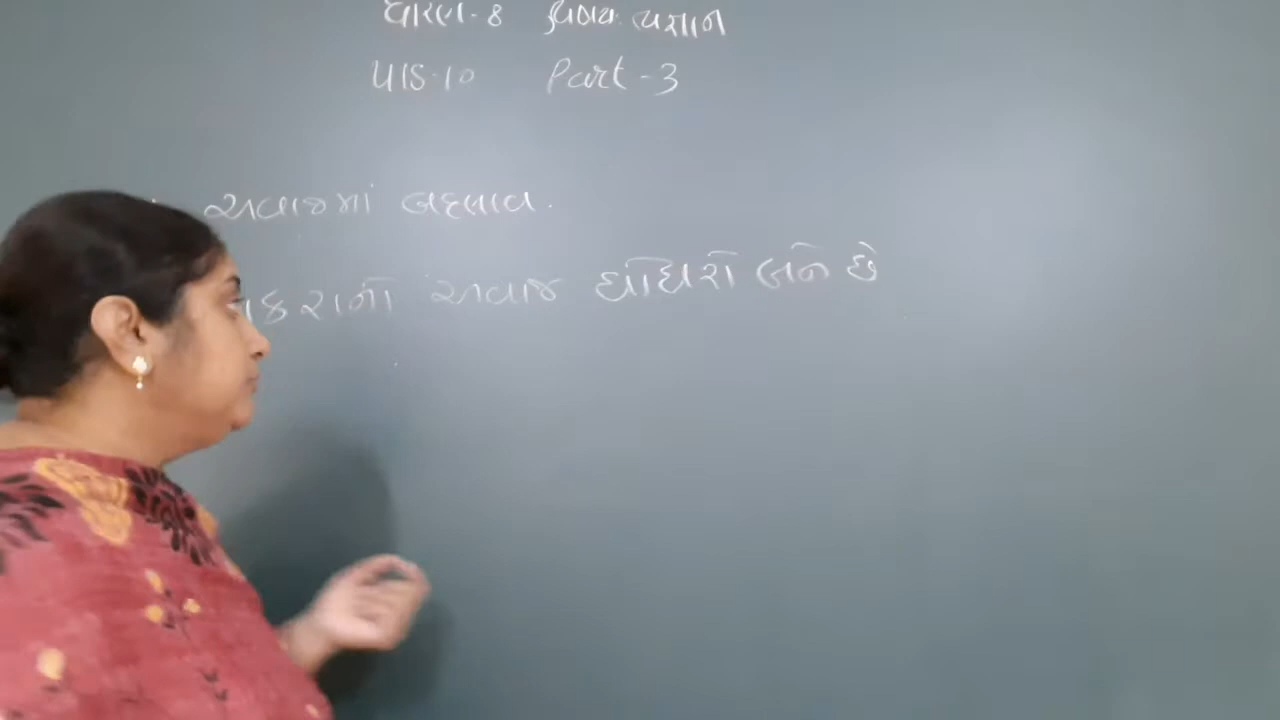 ધોરણ-8 વિજ્ઞાન
પાઠ-10 Part-3
અવાજમાં બદલાવ.
કરાનો અવાજ ઘોઘરો બને છે